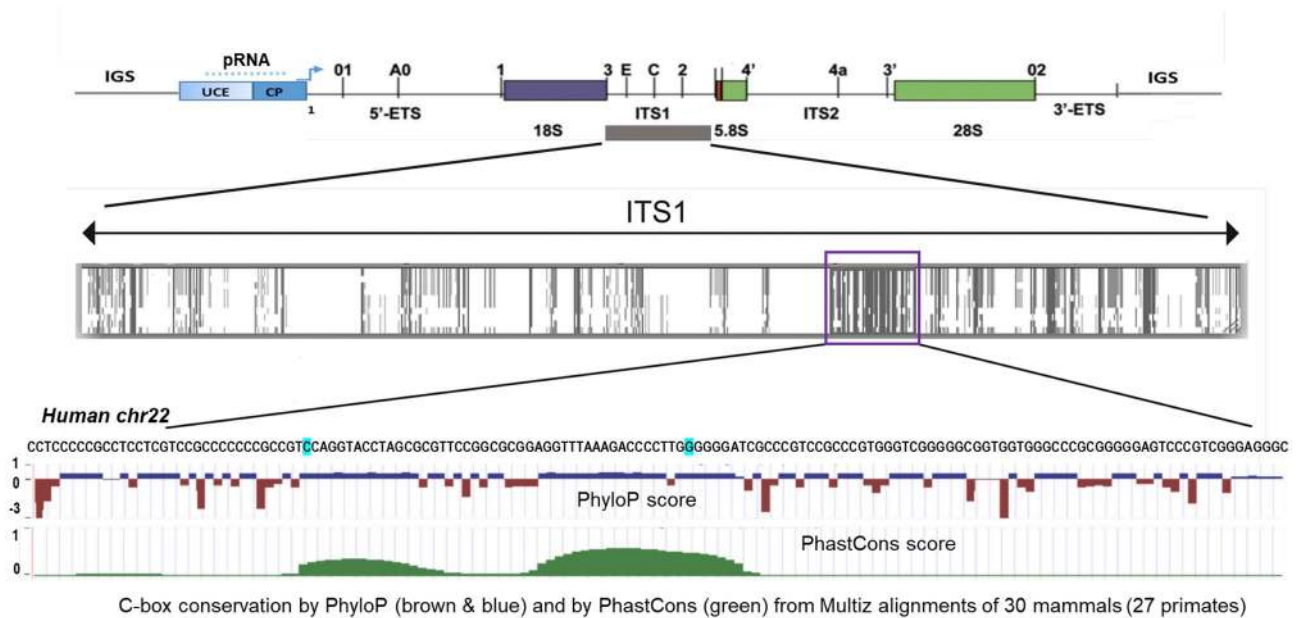 pRNA
IGS
UCE
CP
1
01
A0
1
3
E
C
2
4'
4a
3'
02
IGS
5'-ETS
18S
ITS1
5.8S
ITS2
28S
3'-ETS
ITS1
Human chr22
CCTCCCCCGCCTCCTCGTCCGCCCCCCCGCCGTCCAGGTACCTAGCGCGTTCCGGCGCGGAGGTTTAAAGACCCCTTGGGGGGATCGCCCGTCCGCCCGTGGGTCGGGGGCGGTGGTGGGCCCGCGGGGGAGTCCCGTCGGGAGGGGC
1
0
-3
PhyloP score
1
0
PhastCons score
C-box conservation by PhyloP (brown & blue) and by PhastCons (green) from Multiz alignments of 30 mammals (27 primates)